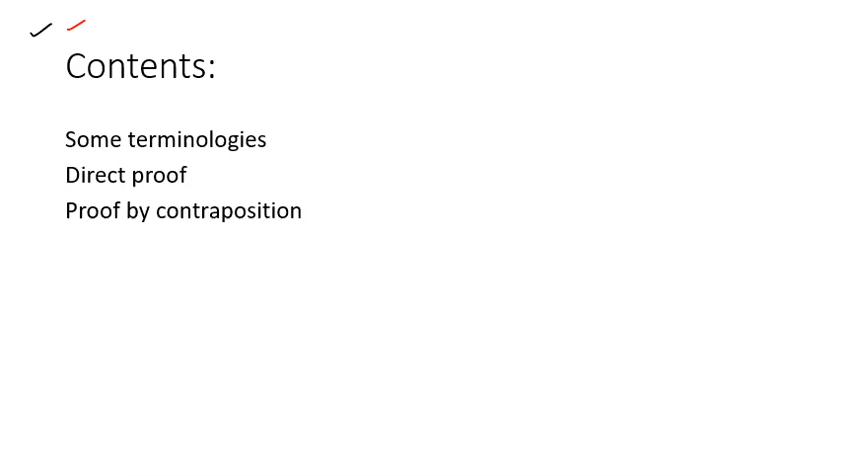 Contents:
Some terminologies
Direct proof
Proof by contraposition